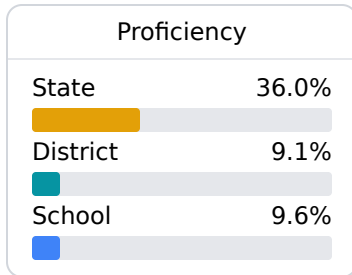 Proficiency
State 36.0%
District 9.1%
School 9.6%